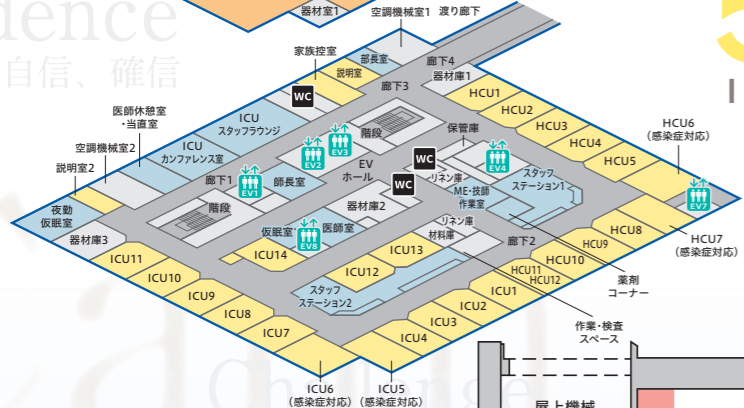 dence
自信、確信
5
器材室1
空調機械室1
渡り廊下
家族控室
部長室
廊下4
説明室
廊下3
器材庫1
WC
HCU1
HCU2
HCU3
HCU4
HCU5
HCU6
(感染症対応)
医師休憩室
・当直室
ICU
スタッフラウンジ
階段
保管庫
空調機械室2
ICU
カンファレンス室
EV2
EV3
EV
ホール
WC
EV4
スタッフ
ステーション1
説明室2
廊下1
EV1
師長室
WC
リネン庫
ME・技師
作業室
EV7
夜勤
仮眠室
階段
器材庫2
リネン庫
材料庫
HCU8
HCU7
(感染症対応)
器材庫3
仮眠室
EV8
医師室
廊下2
HCU9
HCU10
ICU11
ICU14
ICU13
HCU11
HCU12
薬剤
コーナー
ICU10
ICU12
ICU1
ICU9
スタッフ
ステーション2
ICU2
作業・検査
スペース
ICU8
ICU3
ICU7
ICU4
ICU6
(感染症対応)
ICU5
(感染症対応)
Challenge
屋上機械